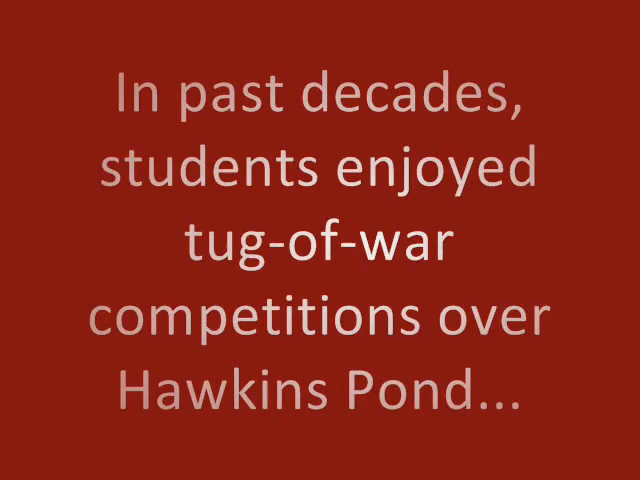 In past decades,
students enjoyed
tug-of-war
competitions over
Hawkins Pond...